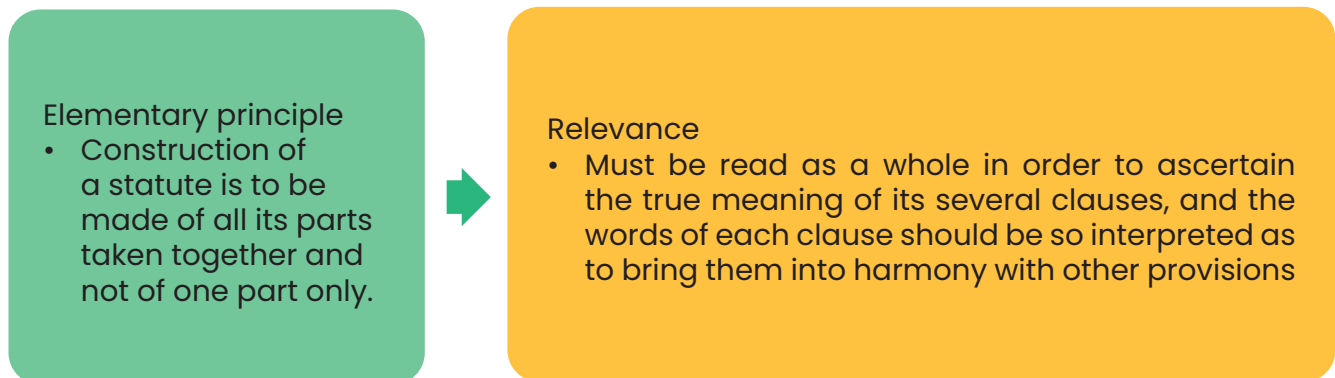 Elementary principle
• Construction of
a statute is to be
made of all its parts
taken together and
not of one part only.
Relevance
• Must be read as a whole in order to ascertain
the true meaning of its several clauses, and the
words of each clause should be so interpreted as
to bring them into harmony with other provisions